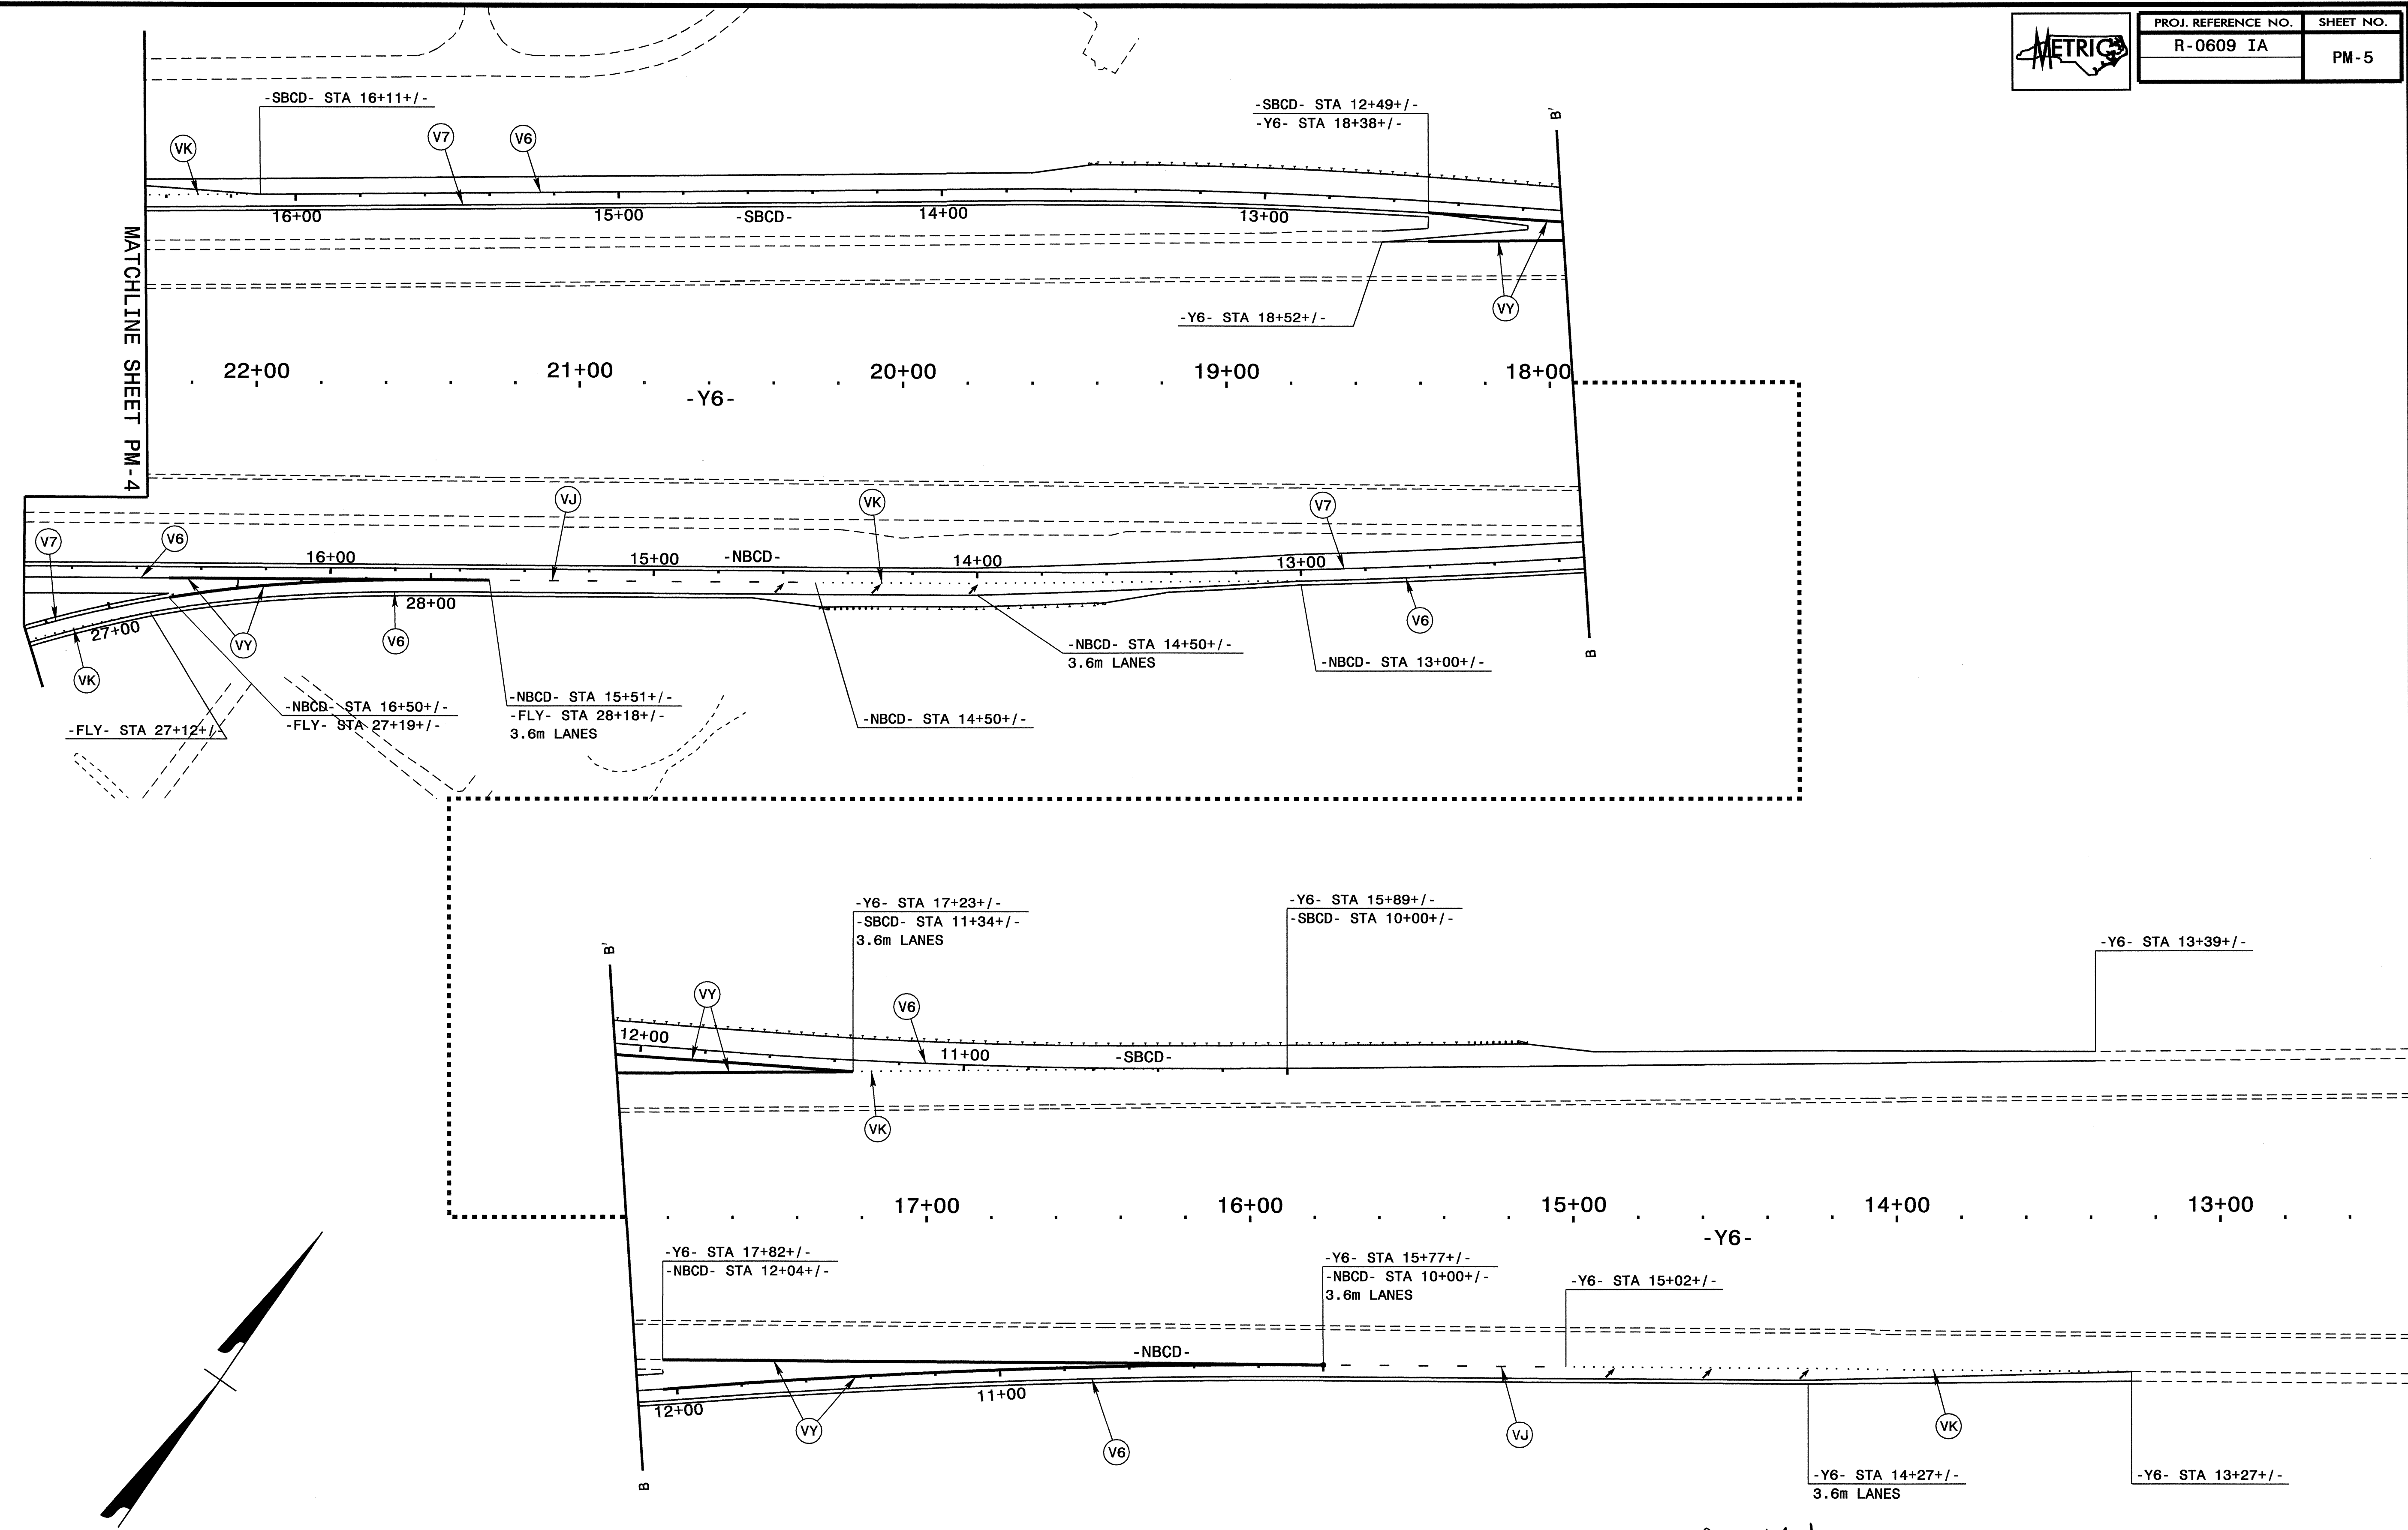 METRIC
PROJ. REFERENCE NO.
SHEET NO.
R-0609 IA
PM-5
-SBCD- STA 16+11+/-
-SBCD- STA 12+49+/-
-Y6- STA 18+38+/-
B'
VK
V7
V6
16+00
15+00
-SBCD-
14+00
13+00
MATCHLINE SHEET PM-4
-Y6- STA 18+52+/-
VY
22+00
21+00
20+00
19+00
18+00
-Y6-
V7
V6
VJ
VK
V7
16+00
15+00
-NBCD-
14+00
13+00
27+00
28+00
VK
VY
V6
V6
B
-NBCD- STA 14+50+/-
3.6m LANES
-NBCD- STA 13+00+/-
-FLY- STA 27+12+/-
-NBCD- STA 16+50+/-
-FLY- STA 27+19+/-
-NBCD- STA 15+51+/-
-FLY- STA 28+18+/-
3.6m LANES
-NBCD- STA 14+50+/-
-Y6- STA 17+23+/-
-SBCD- STA 11+34+/-
3.6m LANES
-Y6- STA 15+89+/-
-SBCD- STA 10+00+/-
-Y6- STA 13+39+/-
B'
VY
V6
12+00
11+00
-SBCD-
VK
17+00
16+00
15+00
14+00
13+00
-Y6-
-Y6- STA 17+82+/-
-NBCD- STA 12+04+/-
-Y6- STA 15+77+/-
-NBCD- STA 10+00+/-
3.6m LANES
-Y6- STA 15+02+/-
-NBCD-
12+00
11+00
VY
V6
VJ
VK
B
-Y6- STA 14+27+/-
3.6m LANES
-Y6- STA 13+27+/-